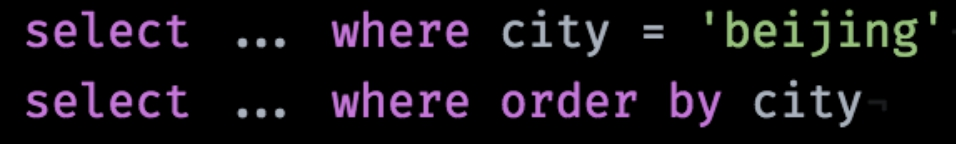 select ... where city = 'beijing'
select ... where order by city¬